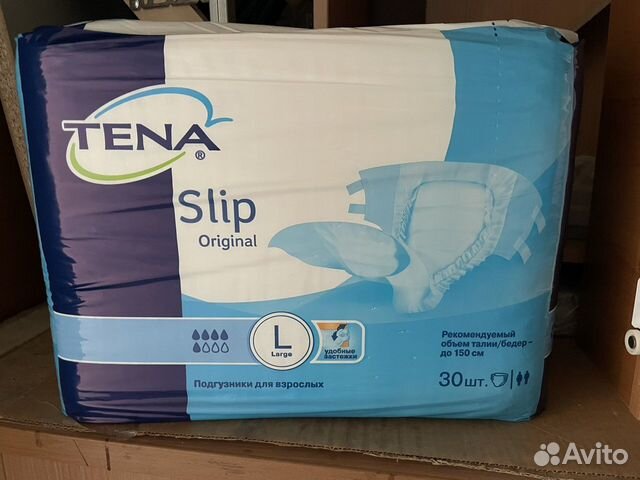 TENA®
Slip
Original
L
Large
удобные
застежки
Рекомендуемый
объем талии/бедер -
до 150 см
Подгузники для взрослых
30шт.
Avito